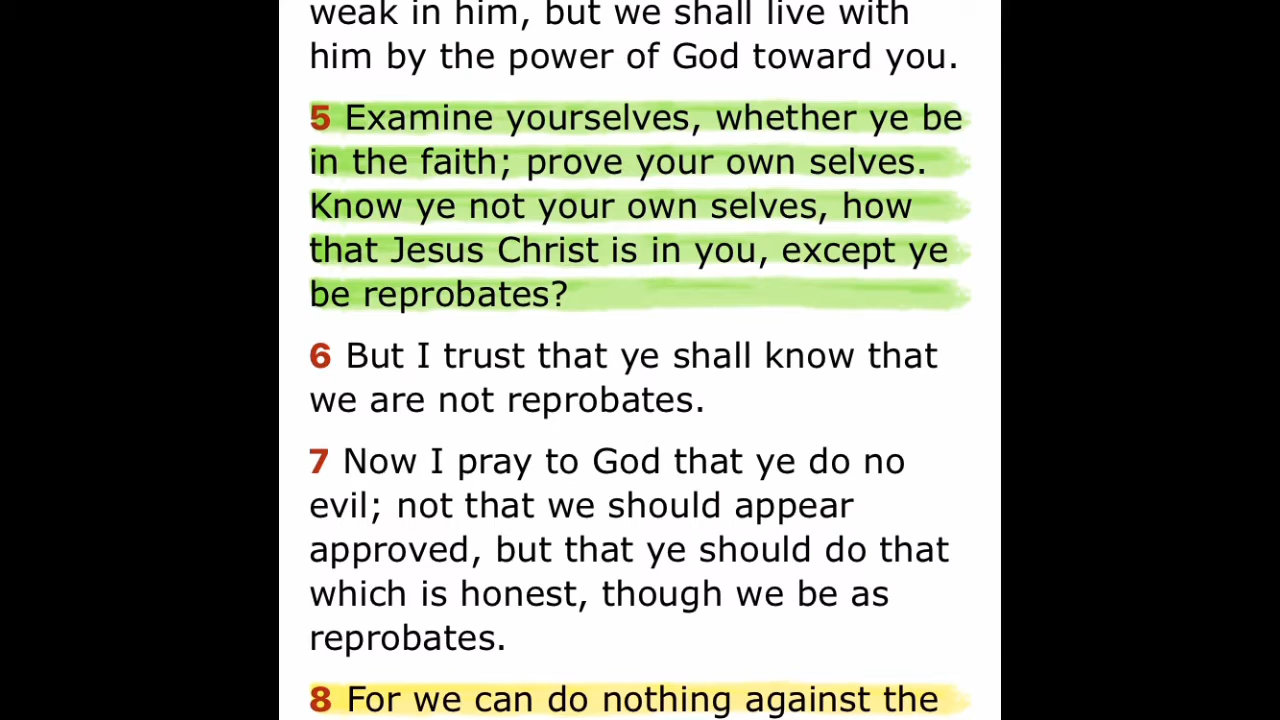 weak in him, but we shall live with
him by the power of God toward you.
5 Examine yourselves, whether ye be
in the faith; prove your own selves.
Know ye not your own selves, how
that Jesus Christ is in you, except ye
be reprobates?
6 But I trust that ye shall know that
we are not reprobates.
7 Now I pray to God that ye do no
evil; not that we should appear
approved, but that ye should do that
which is honest, though we be as
reprobates.
8 For we can do nothing against the